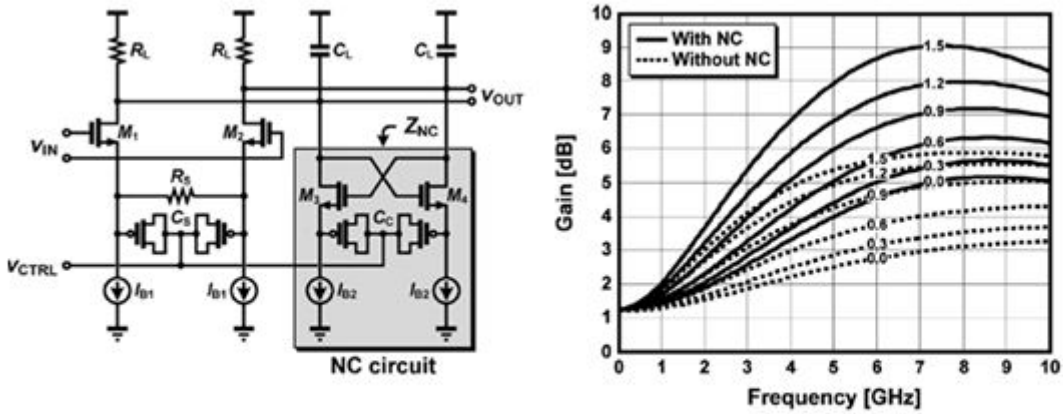 RL RL CL CL
VOUT
M1 M2 ZNC
VIN
RS M3 M4
CS CC
VCTRL
IB1 IB1 IB2 IB2
NC circuit
Gain [dB]
10
9
8
7
6
5
4
3
2
1
0
With NC
Without NC
1.5
1.2
0.9
0.6
0.3
0.0
1.5
1.2
0.9
0.6
0.3
0.0
0 1 2 3 4 5 6 7 8 9 10
Frequency [GHz]